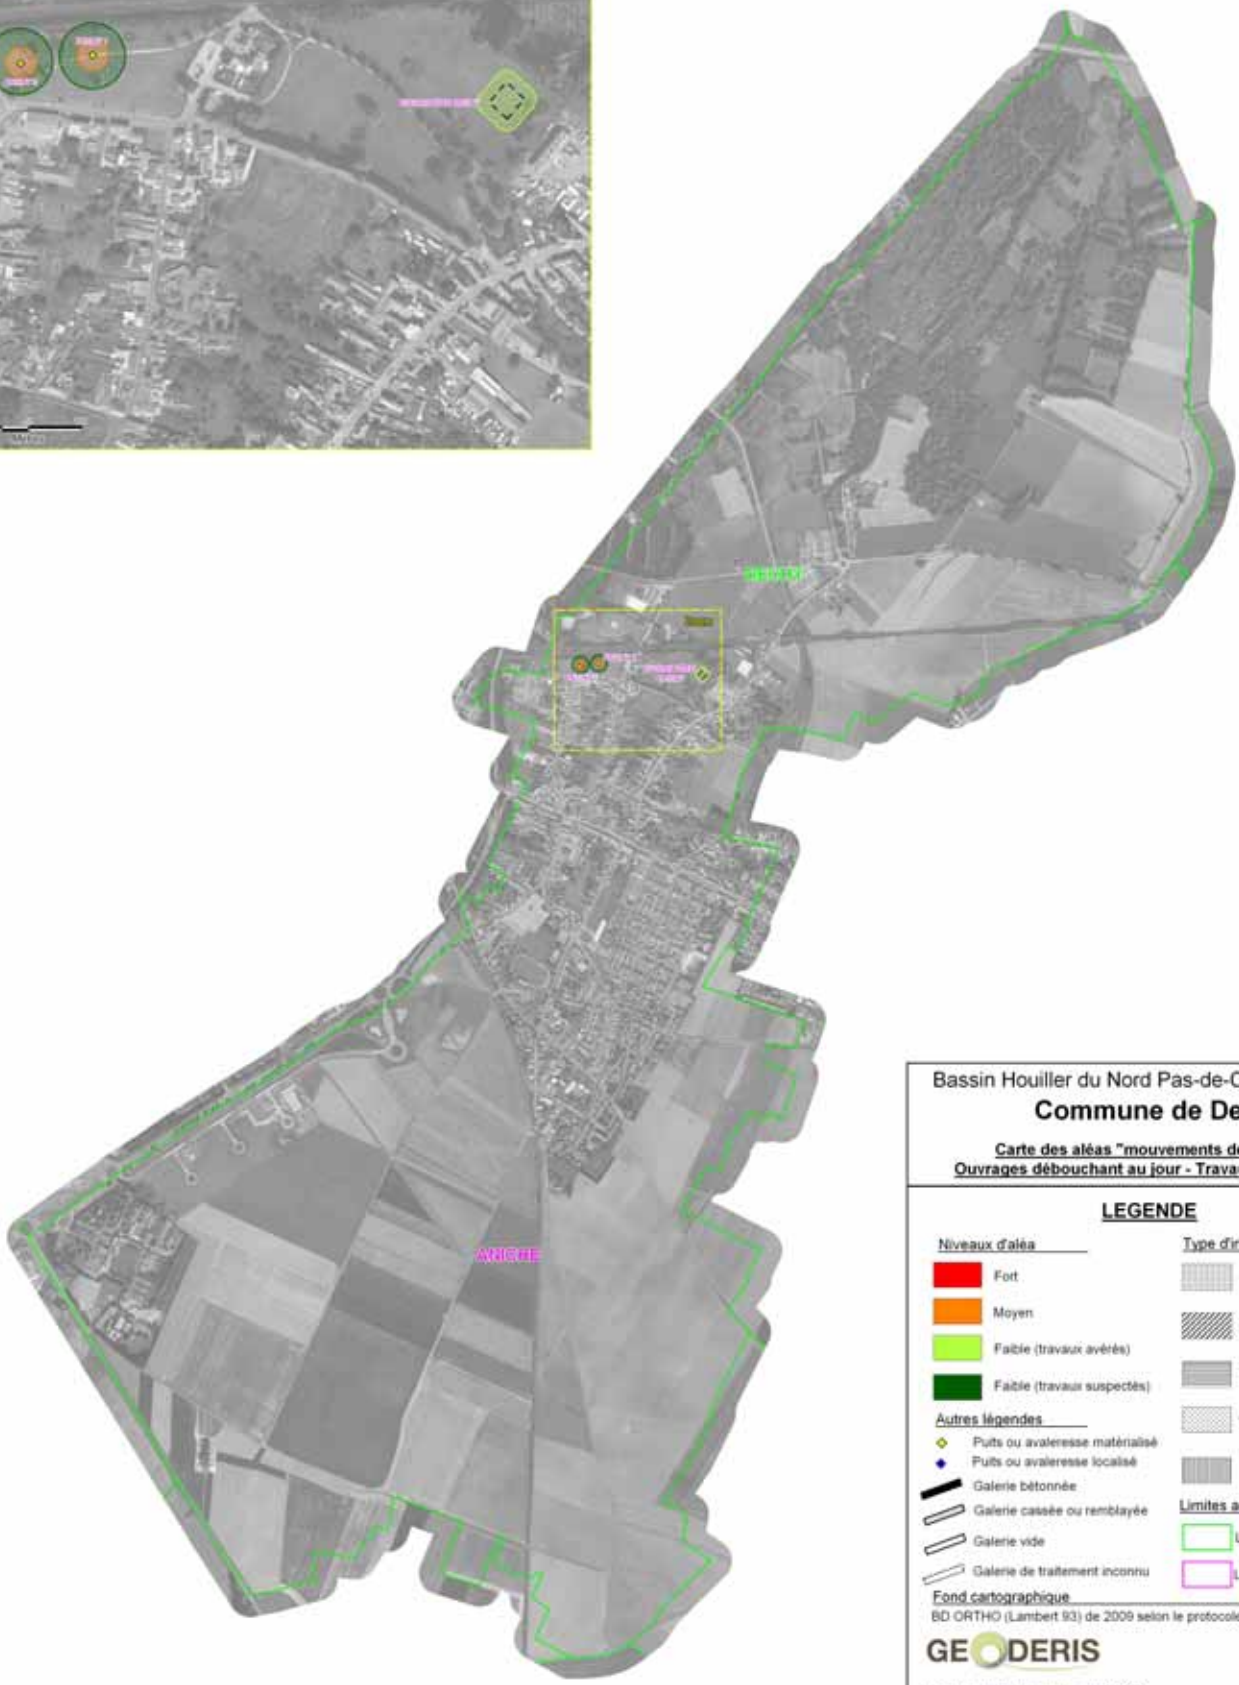 ANICHE
Bassin Houiller du Nord Pas-de-C
Commune de De
Carte des aléas "mouvements de
Ouvrages débouchant au jour - Trava
LEGENDE
Niveaux d'aléa
Fort
Moyen
Faible (travaux avérés)
Faible (travaux suspectés)
Autres légendes
Puits ou avaleresse matérialisé
Puits ou avaleresse localisé
Galerie bétonnée
Galerie cassée ou remblayée
Galerie vide
Galerie de traitement inconnu
Type d'in
Limites a
L
L
Fond cartographique
BD ORTHO (Lambert 93) de 2009 selon le protocole
GEODERIS